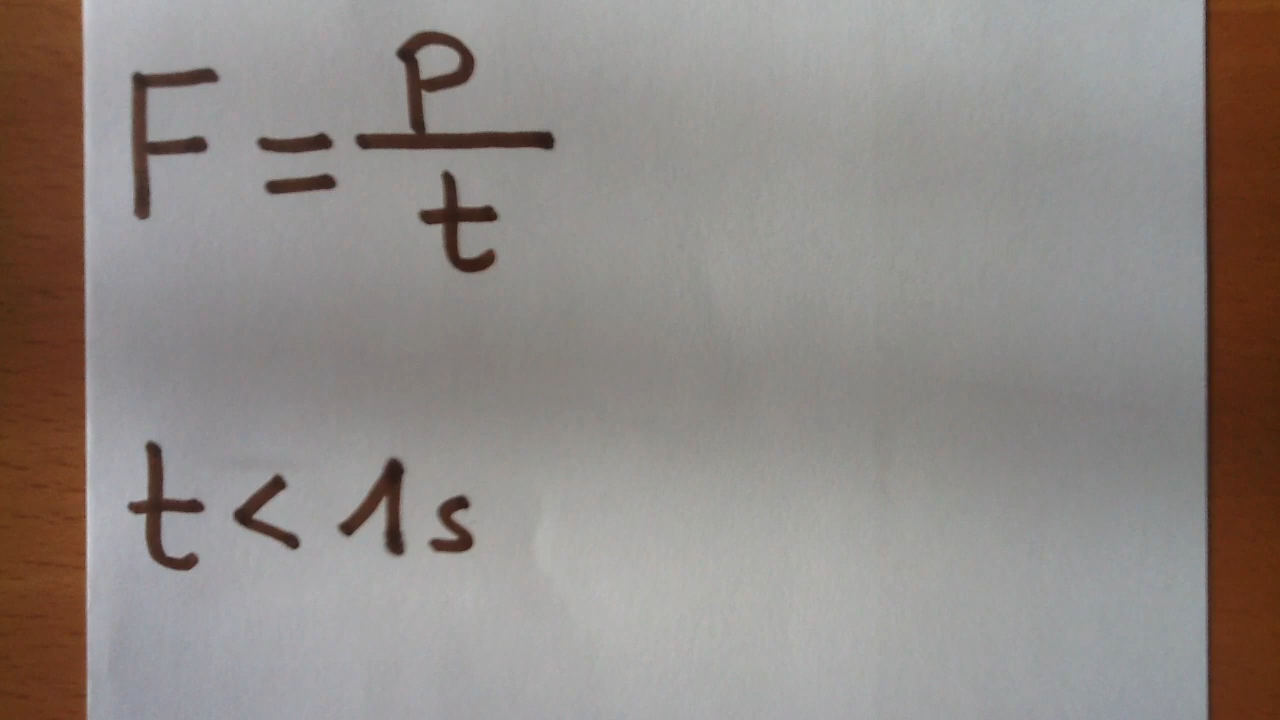 F = p/t
t < 1s